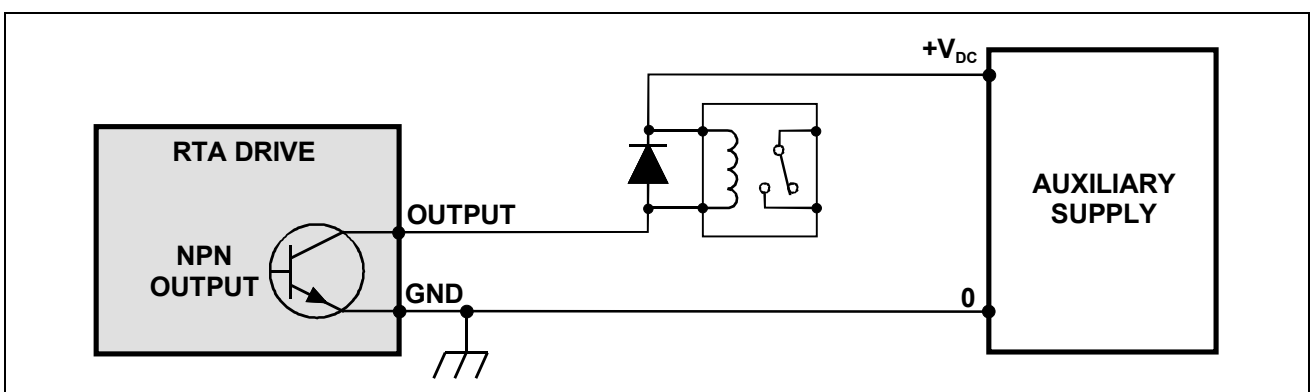 +VDC
RTA DRIVE
OUTPUT
NPN
OUTPUT
GND
0
AUXILIARY
SUPPLY